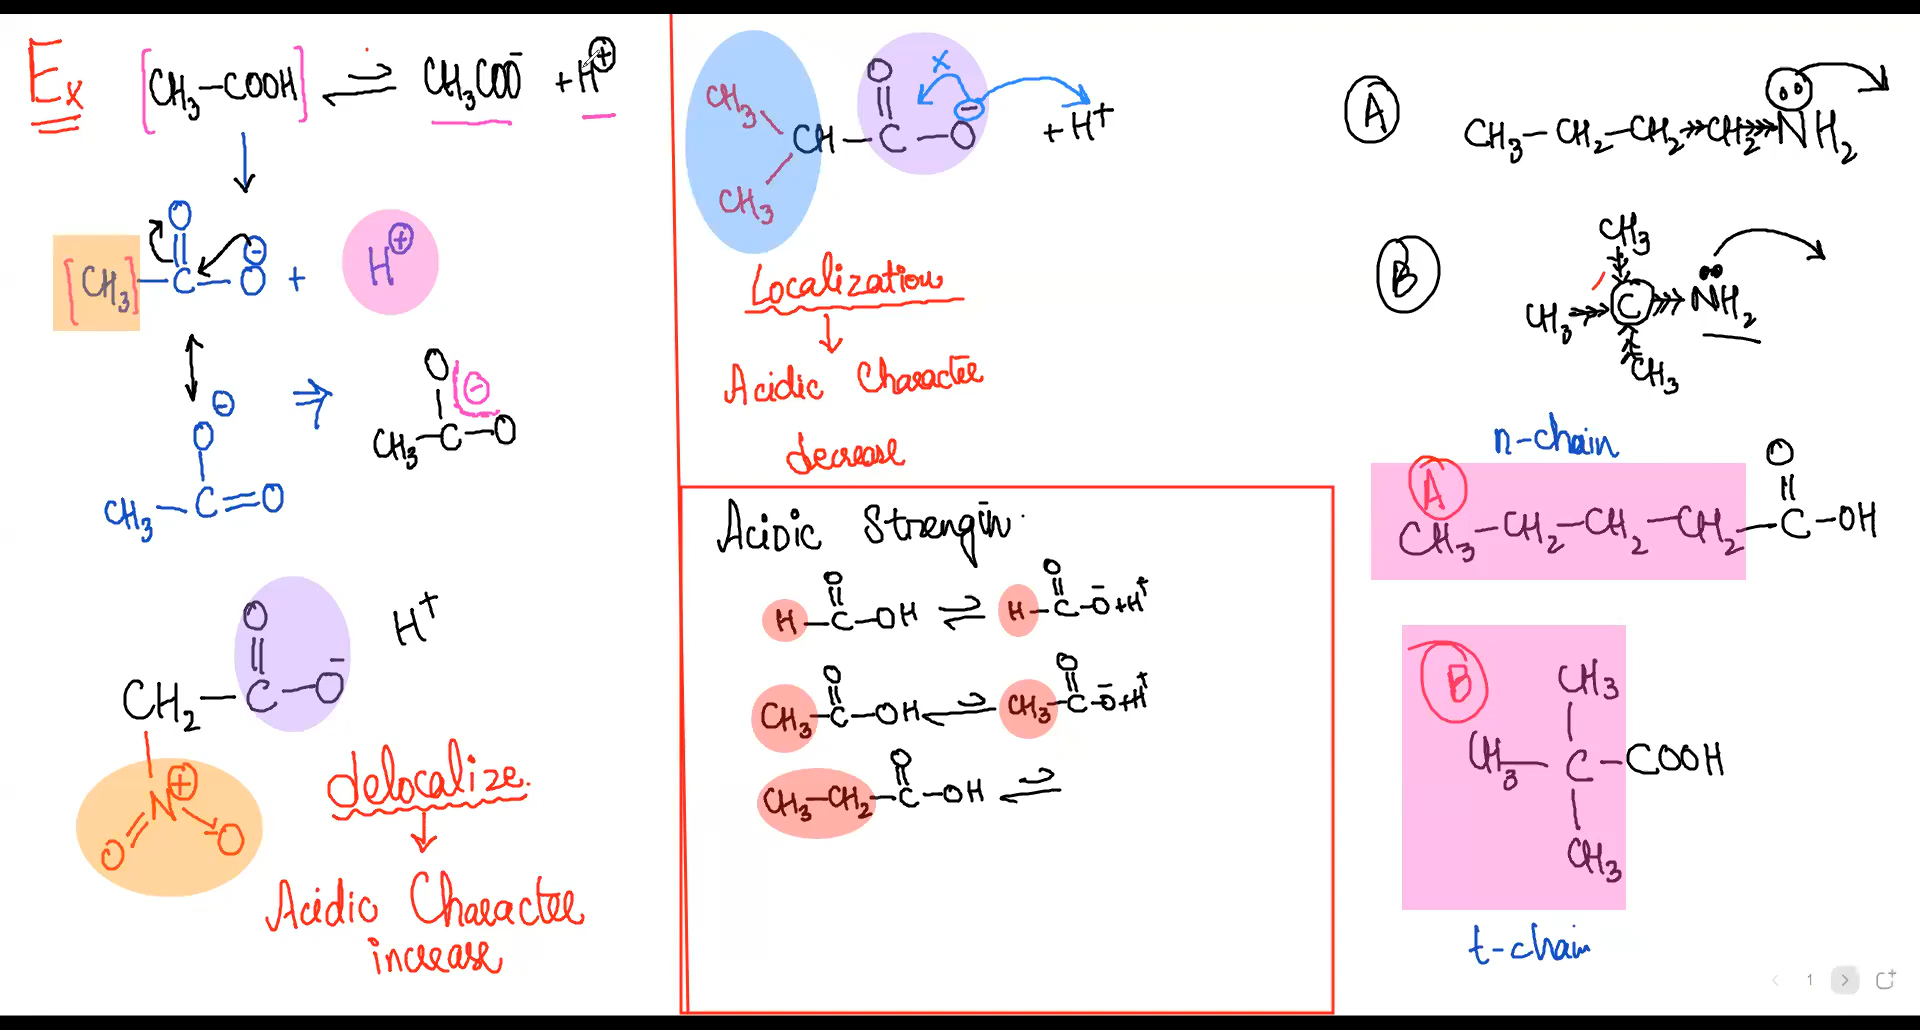 Ex [CH3-COOH] ⇌ CH3COO⁻ + H⊕
O
[CH3]-C-O⊖ + H⊕
O⊖
CH3-C=O
⇒
O
CH3-C-O ⊖
O
CH2-C-O⁻ H⁺
N⊕
O O
delocalize.
Acidic Character
increase
CH3 O
CH-C-O⁻ + H⁺
x
CH3
Localization
Acidic Character
decrease
Acidic Strength
O O
H-C-OH ⇌ H-C-O⁻+H⁺
O O
CH3-C-OH ⇌ CH3-C-O⁻+H⁺
O
CH3-CH2-C-OH ⇌
A
CH3-CH2-CH2-CH2-NH2
B
CH3
CH3 C NH2
CH3
n-chain
A
O
CH3-CH2-CH2-CH2-C-OH
B
CH3
CH3-C-COOH
CH3
t-chain
1